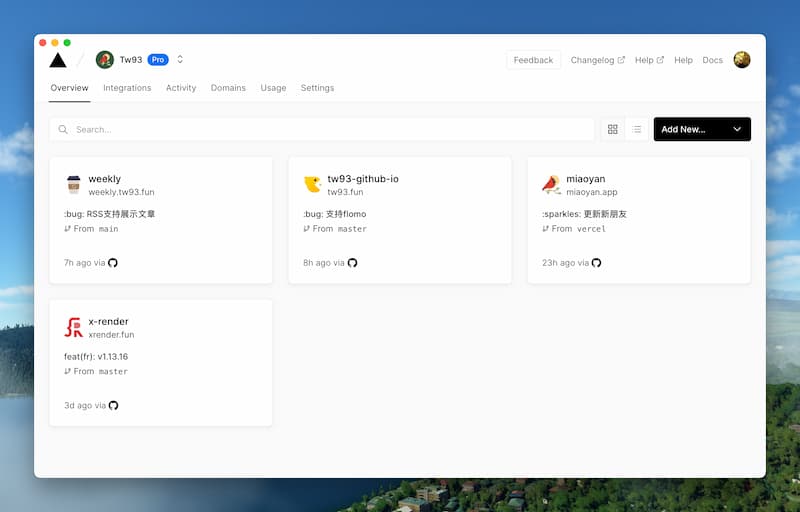 Tw93 Pro
Feedback Changelog Help Help Docs
Overview Integrations Activity Domains Usage Settings
Search...
Add New...
weekly
weekly.tw93.fun
:bug: RSS支持展示文章
From main
7h ago via
tw93-github-io
tw93.fun
:bug: 支持flomo
From master
8h ago via
miaoyan
miaoyan.app
:sparkles: 更新新朋友
From vercel
23h ago via
x-render
xrender.fun
feat(fr): v1.13.16
From master
3d ago via